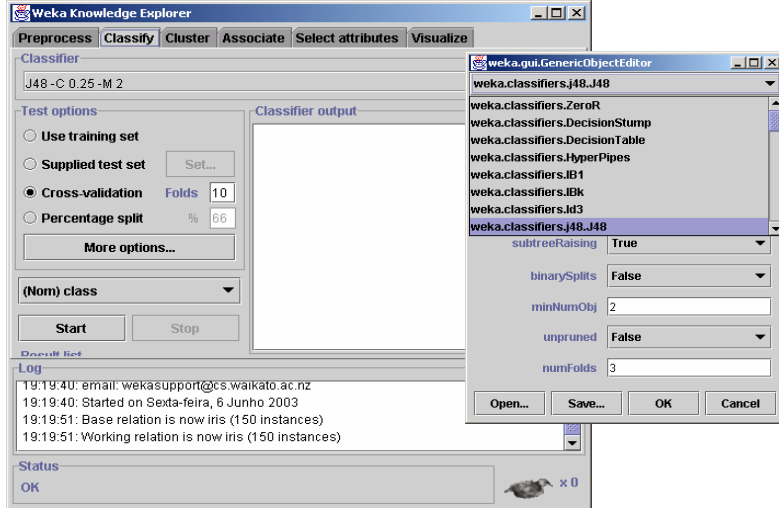 Weka Knowledge Explorer
Preprocess Classify Cluster Associate Select attributes Visualize
Classifier
J48 -C 0.25 -M 2
Test options
Use training set
Supplied test set Set...
Cross-validation Folds 10
Percentage split % 66
More options...
(Nom) class
Start Stop
Result list
Classifier output
Log
19:19:40: email: wekasupport@cs.waikato.ac.nz
19:19:40: Started on Sexta-feira, 6 Junho 2003
19:19:51: Base relation is now iris (150 instances)
19:19:51: Working relation is now iris (150 instances)
Status
OK
x 0
weka.gui.GenericObjectEditor
weka.classifiers.j48.J48
weka.classifiers.ZeroR
weka.classifiers.DecisionStump
weka.classifiers.DecisionTable
weka.classifiers.HyperPipes
weka.classifiers.IB1
weka.classifiers.IBk
weka.classifiers.Id3
weka.classifiers.j48.J48
subtreeRaising True
binarySplits False
minNumObj 2
unpruned False
numFolds 3
Open... Save... OK Cancel